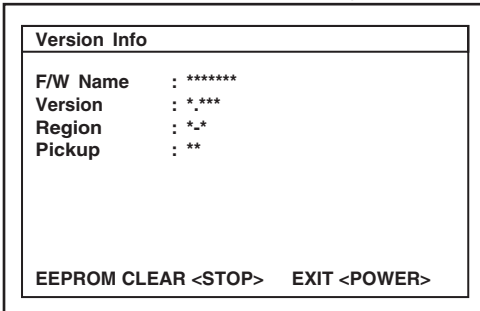 Version Info
F/W Name : *******
Version : *.***
Region : *-*
Pickup : **
EEPROM CLEAR <STOP> EXIT <POWER>